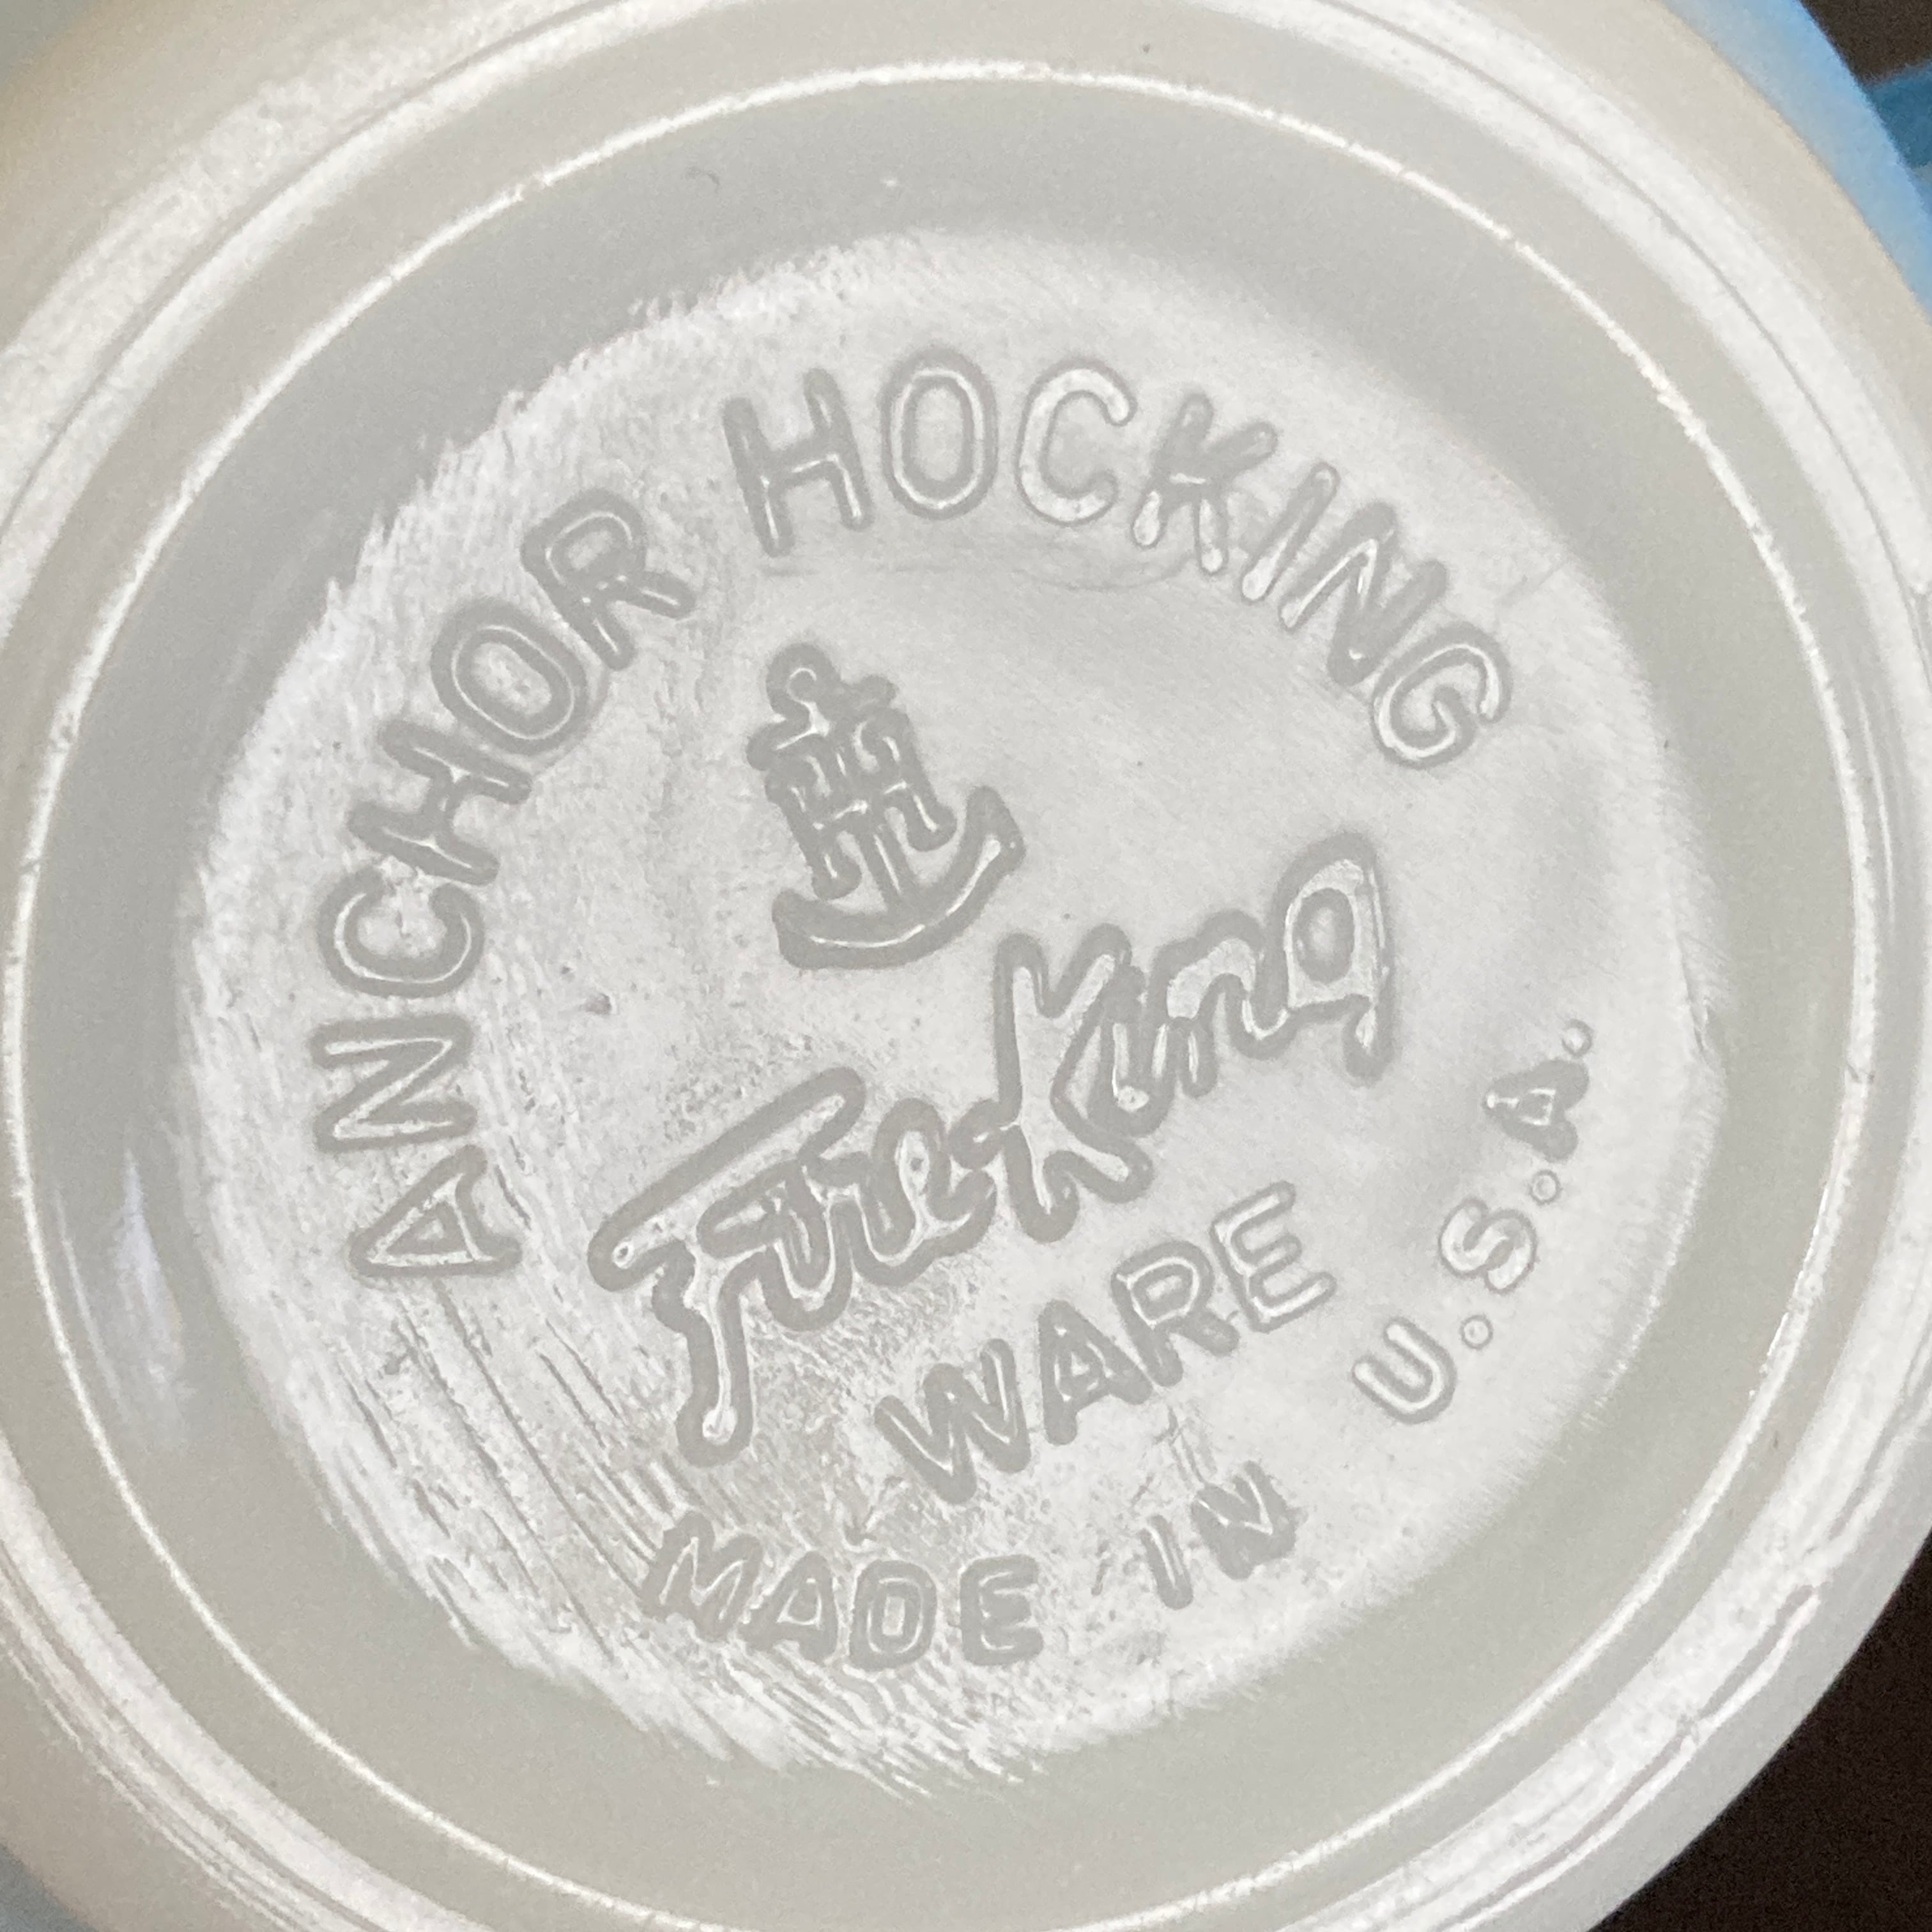 ANCHOR HOCKING
Fire-King
WARE
MADE IN U.S.A.